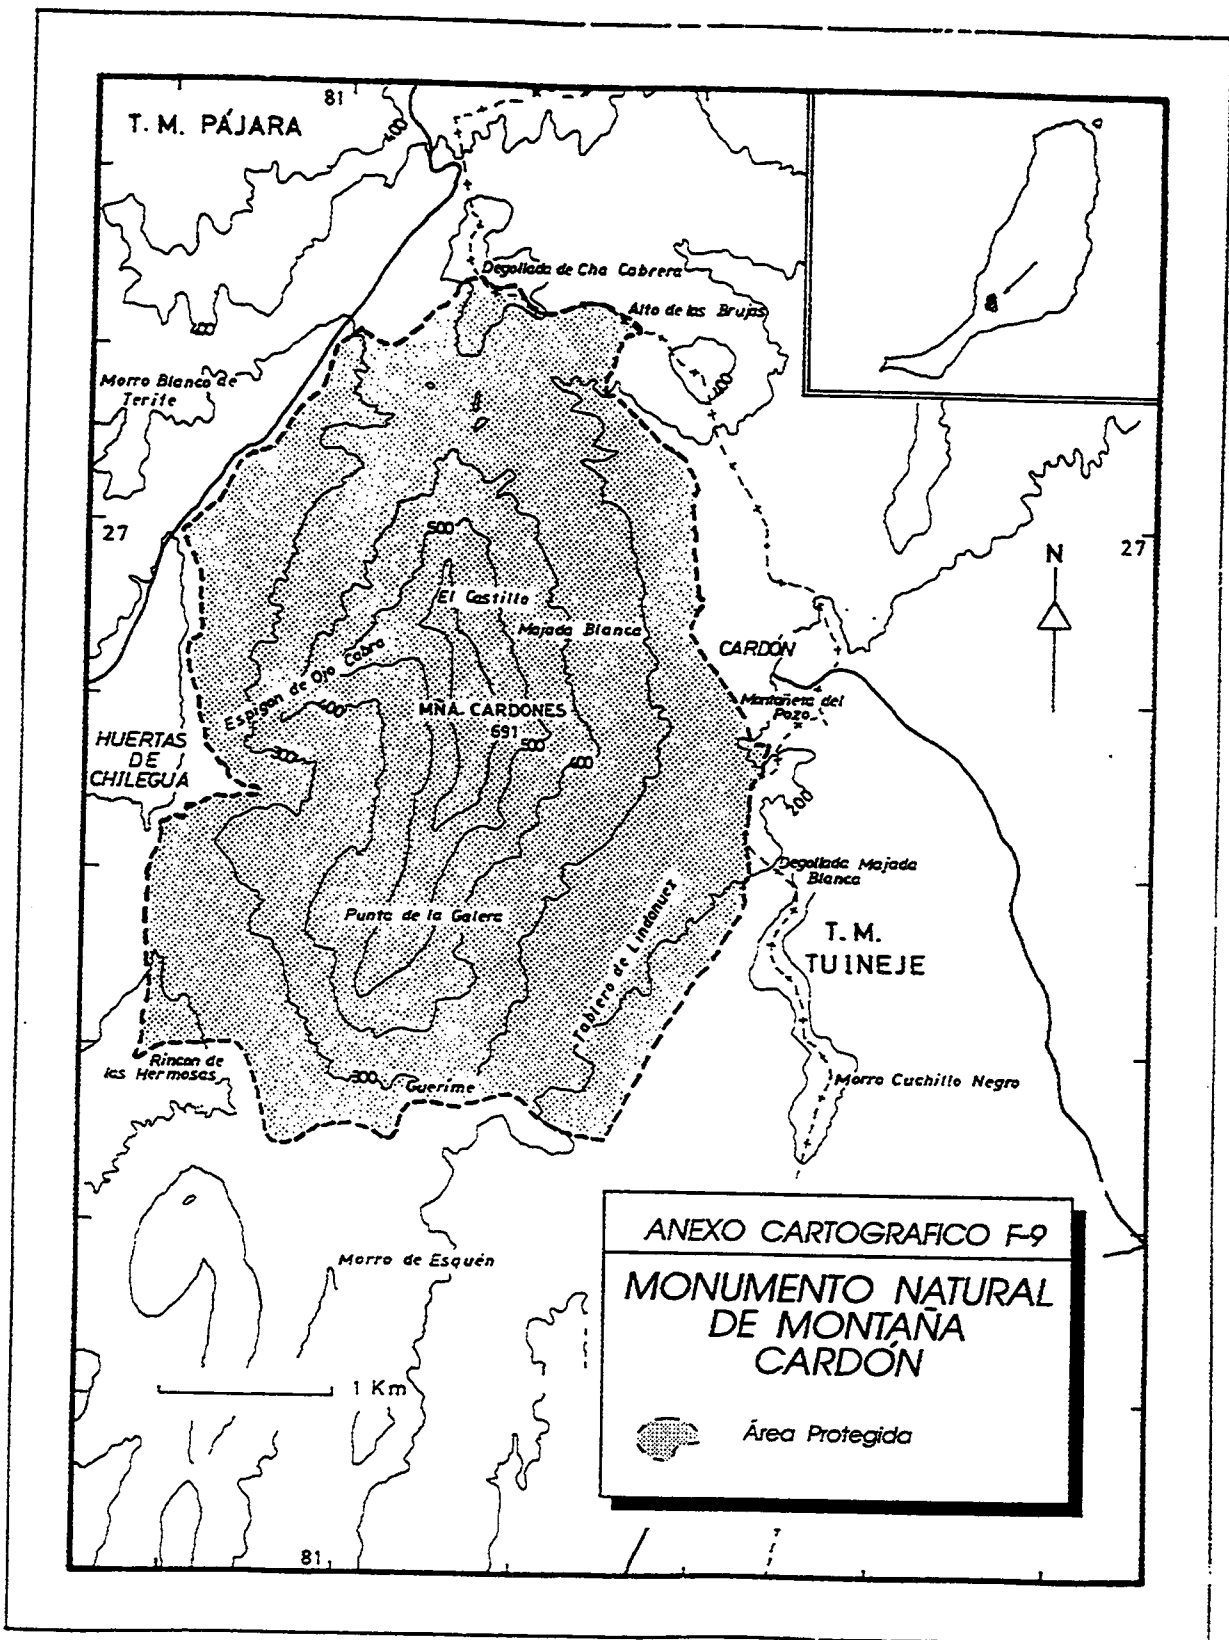 81
T. M. PÁJARA
400
Degollada de Cha Cabrera
Alto de las Brujas
400
400
Morro Blanco de
Terife
27
500
N
27
El Castillo
Majada Blanca
CARDÓN
Espigon de Ojo Cabra
400
Montañeta del
Pozo
MÑA. CARDONES
691
500
400
300
HUERTAS
DE
CHILEGUA
200
Degollada Majada
Blanca
Punta de la Galera
Tablero de Lindanuez
T. M.
TUINEJE
Rincon de
las Hermosas
300
Guerime
Morro Cuchillo Negro
Morro de Esquén
1 Km
81
ANEXO CARTOGRAFICO F-9
MONUMENTO NATURAL
DE MONTAÑA
CARDÓN
Área Protegida